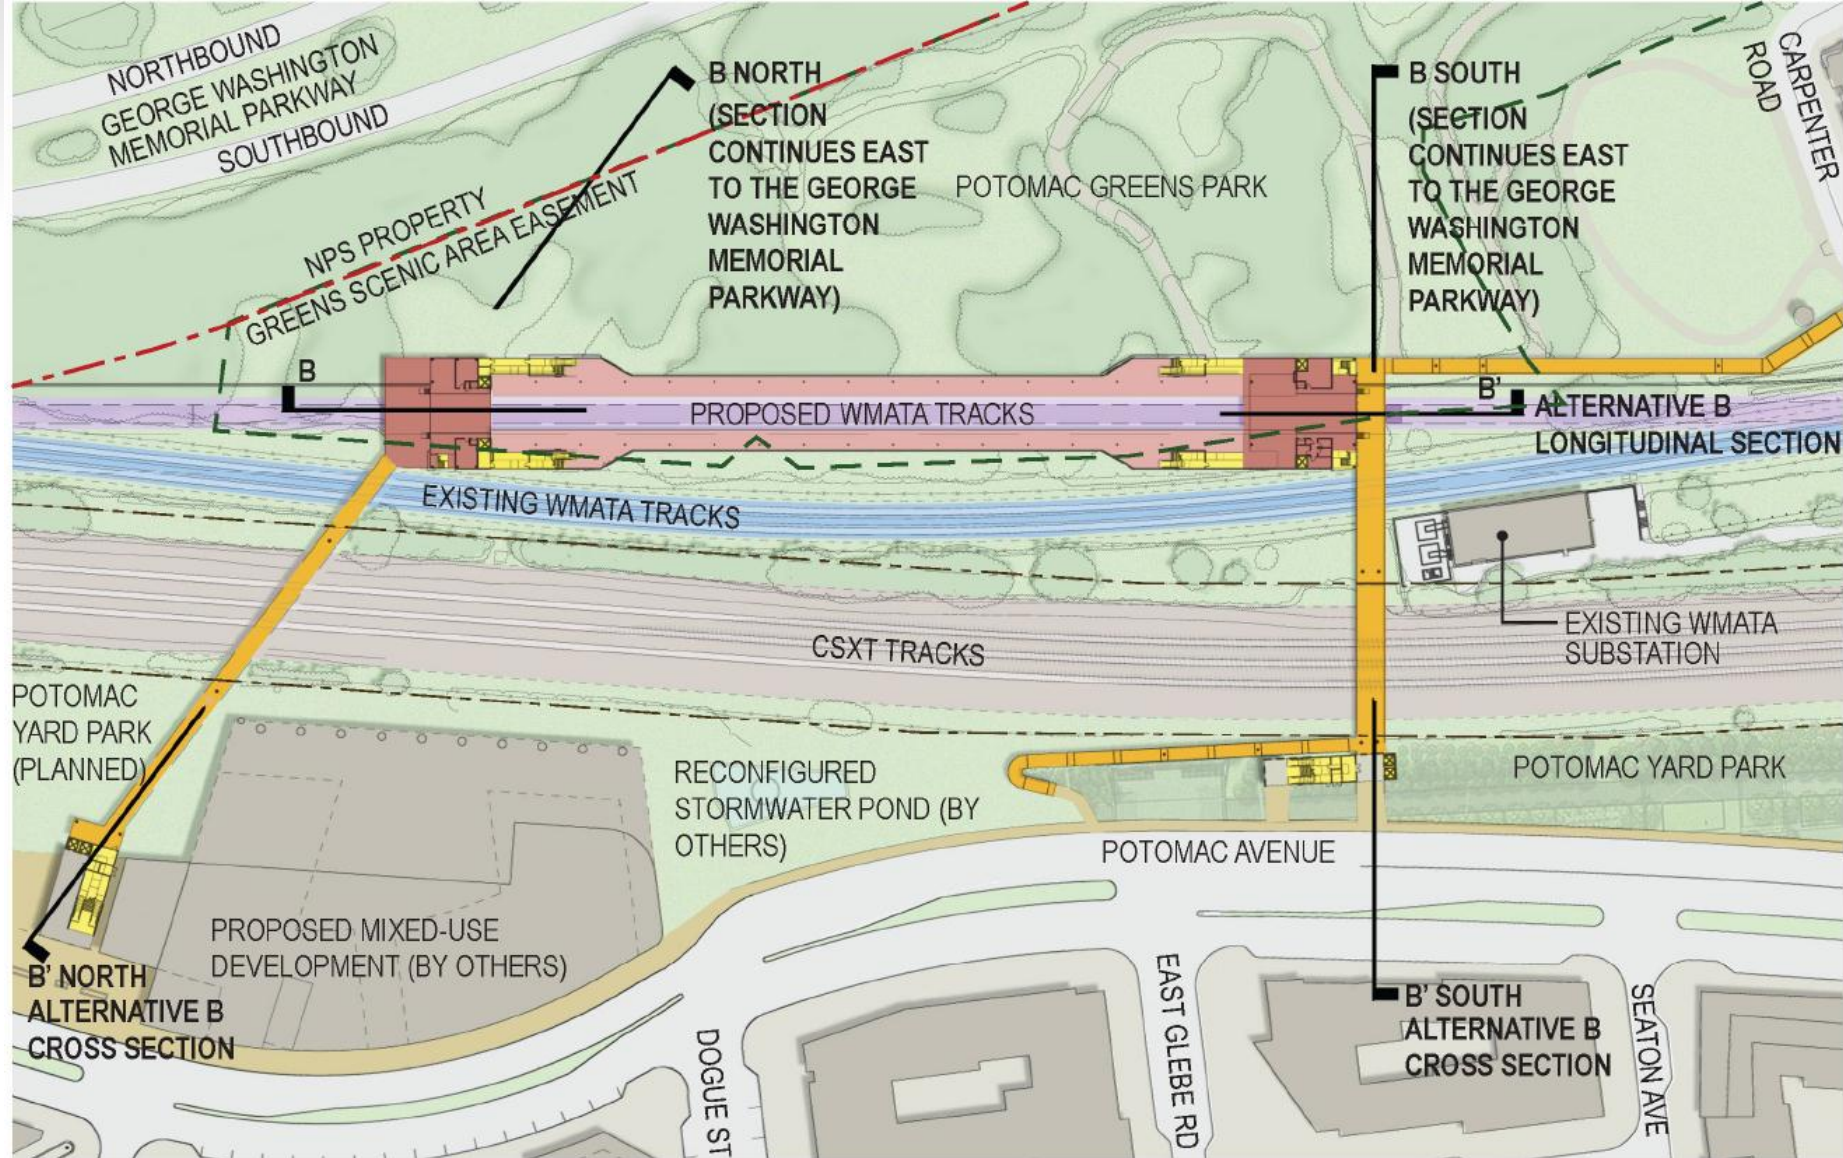 NORTHBOUND
GEORGE WASHINGTON
MEMORIAL PARKWAY
SOUTHBOUND
NPS PROPERTY
GREENS SCENIC AREA EASEMENT
B NORTH
(SECTION
CONTINUES EAST
TO THE GEORGE
WASHINGTON
MEMORIAL
PARKWAY)
POTOMAC GREENS PARK
B SOUTH
(SECTION
CONTINUES EAST
TO THE GEORGE
WASHINGTON
MEMORIAL
PARKWAY)
CARPENTER
ROAD
B
PROPOSED WMATA TRACKS
B'
ALTERNATIVE B
LONGITUDINAL SECTION
EXISTING WMATA TRACKS
CSXT TRACKS
EXISTING WMATA
SUBSTATION
POTOMAC
YARD PARK
(PLANNED)
RECONFIGURED
STORMWATER POND (BY
OTHERS)
POTOMAC YARD PARK
POTOMAC AVENUE
PROPOSED MIXED-USE
DEVELOPMENT (BY OTHERS)
B' NORTH
ALTERNATIVE B
CROSS SECTION
DOGUE ST
EAST GLEBE RD
B' SOUTH
ALTERNATIVE B
CROSS SECTION
SEATON AVE